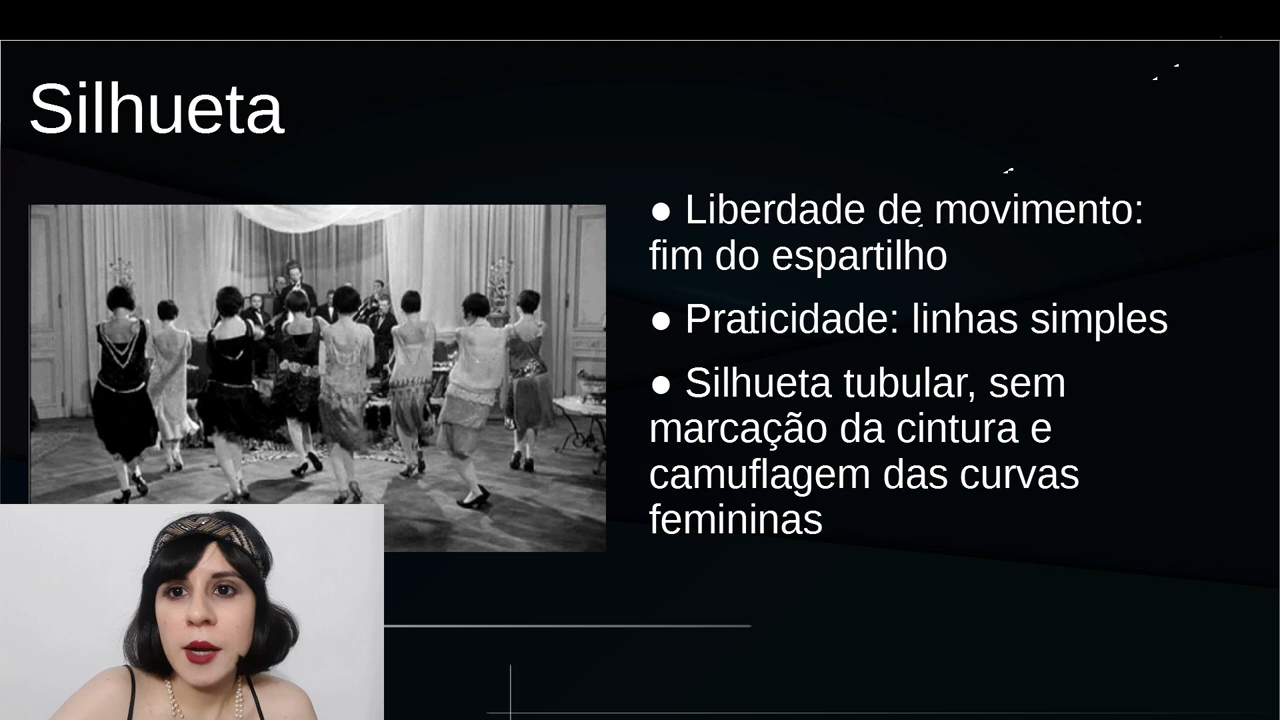 Silhueta
● Liberdade de movimento:
fim do espartilho
● Praticidade: linhas simples
● Silhueta tubular, sem
marcação da cintura e
camuflagem das curvas
femininas